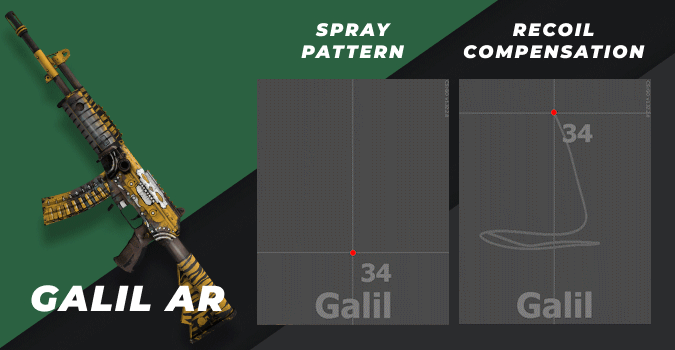 SPRAY
PATTERN
RECOIL
COMPENSATION
34
Galil
34
Galil
GALIL AR